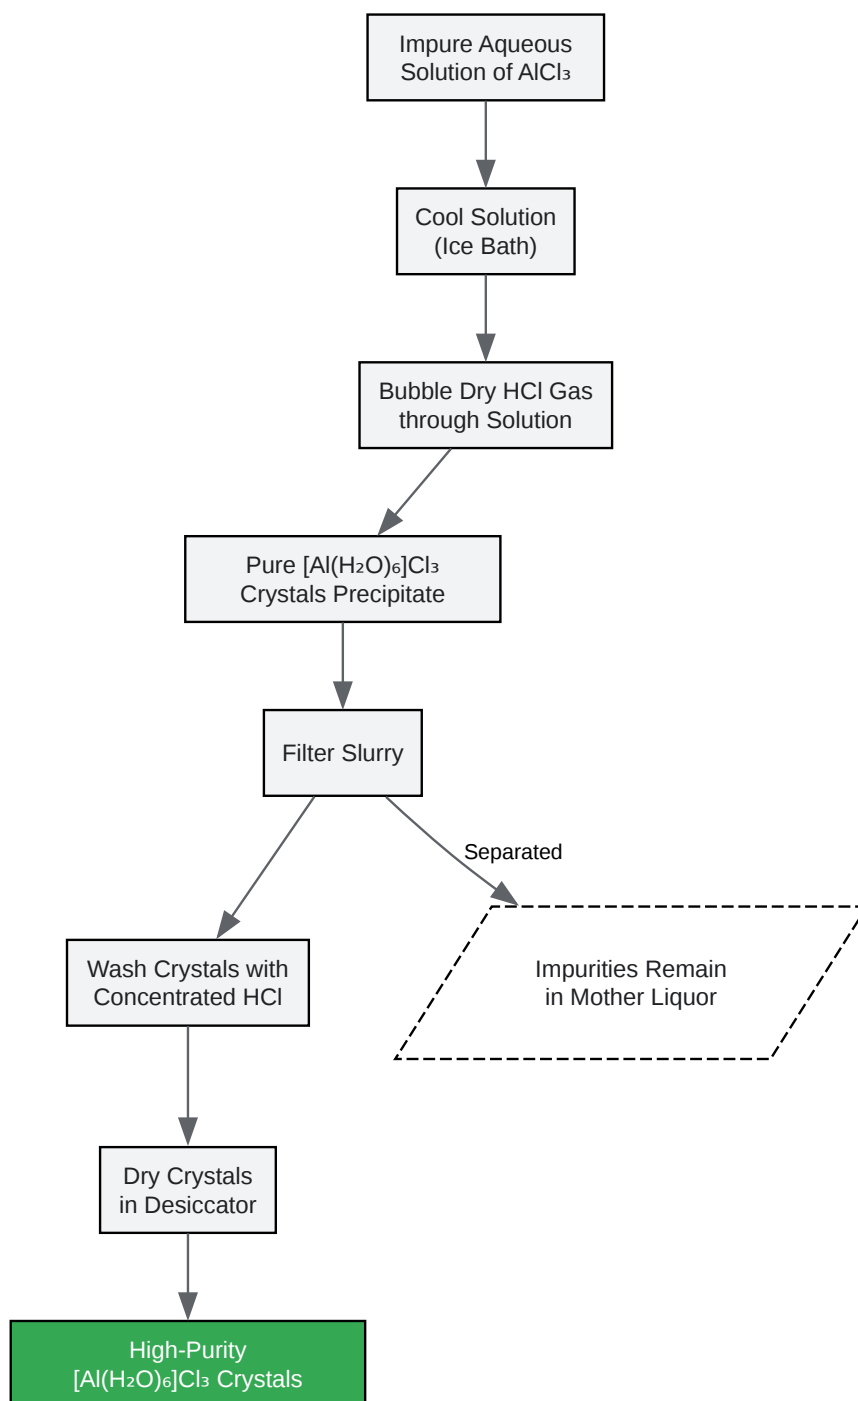 Impure Aqueous
Solution of AlCl₃
Cool Solution
(Ice Bath)
Bubble Dry HCl Gas
through Solution
Pure [Al(H₂O)₆]Cl₃
Crystals Precipitate
Filter Slurry
Separated
Wash Crystals with
Concentrated HCl
Impurities Remain
in Mother Liquor
Dry Crystals
in Desiccator
High-Purity
[Al(H₂O)₆]Cl₃ Crystals